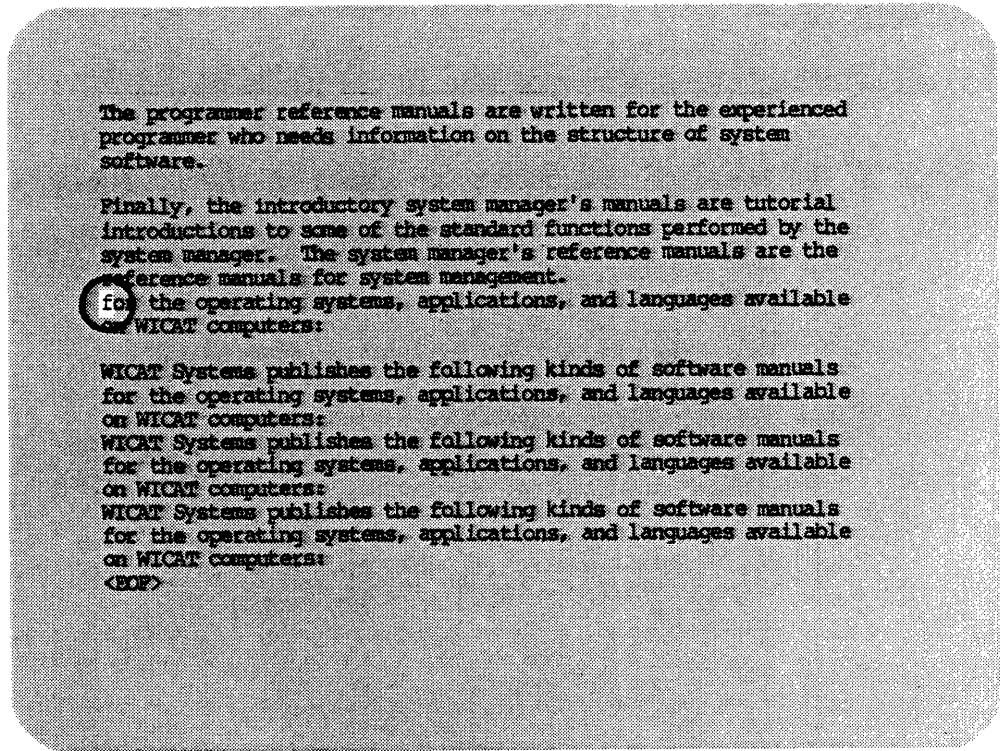 The programmer reference manuals are written for the experienced
programmer who needs information on the structure of system
software.
Finally, the introductory system manager's manuals are tutorial
introductions to some of the standard functions performed by the
system manager.  The system manager's reference manuals are the
reference manuals for system management.
for the operating systems, applications, and languages available
on WICAT computers:
WICAT Systems publishes the following kinds of software manuals
for the operating systems, applications, and languages available
on WICAT computers:
WICAT Systems publishes the following kinds of software manuals
for the operating systems, applications, and languages available
on WICAT computers:
WICAT Systems publishes the following kinds of software manuals
for the operating systems, applications, and languages available
on WICAT computers:
<EOF>